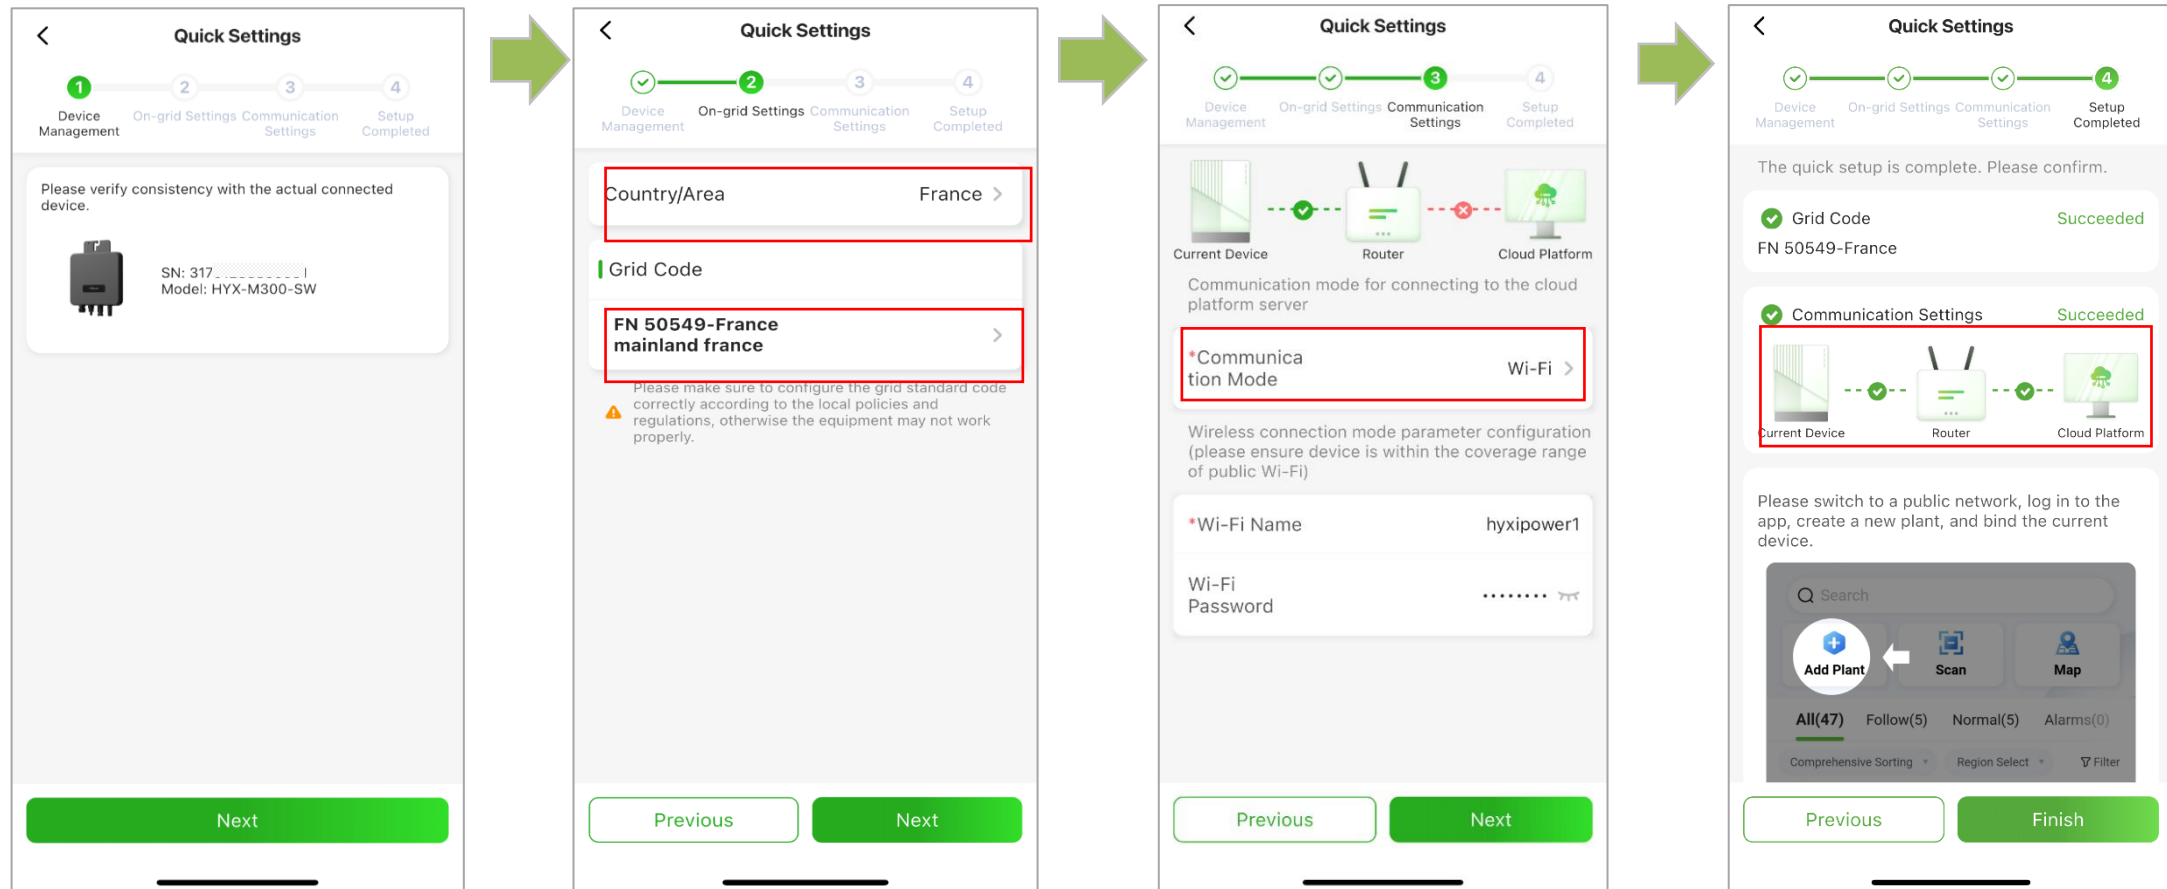 Quick Settings
1
2
3
4
Device
Management
On-grid Settings
Communication
Settings
Setup
Completed
Please verify consistency with the actual connected
device.
SN: 317
Model: HYX-M300-SW
Next
Quick Settings
2
3
4
Device
Management
On-grid Settings
Communication
Settings
Setup
Completed
Country/Area
France
Grid Code
FN 50549-France
mainland france
Please make sure to configure the grid standard code
correctly according to the local policies and
regulations, otherwise the equipment may not work
properly.
Previous
Next
Quick Settings
3
4
Device
Management
On-grid Settings
Communication
Settings
Setup
Completed
Current Device
Router
Cloud Platform
Communication mode for connecting to the cloud
platform server
*Communica
tion Mode
Wi-Fi
Wireless connection mode parameter configuration
(please ensure device is within the coverage range
of public Wi-Fi)
*Wi-Fi Name
hyxipower1
Wi-Fi
Password
••••••••
Previous
Next
Quick Settings
4
Device
Management
On-grid Settings
Communication
Settings
Setup
Completed
The quick setup is complete. Please confirm.
Grid Code
Succeeded
FN 50549-France
Communication Settings
Succeeded
Current Device
Router
Cloud Platform
Please switch to a public network, log in to the
app, create a new plant, and bind the current
device.
Search
Add Plant
Scan
Map
All(47)
Follow(5)
Normal(5)
Alarms(0)
Comprehensive Sorting
Region Select
Filter
Previous
Finish